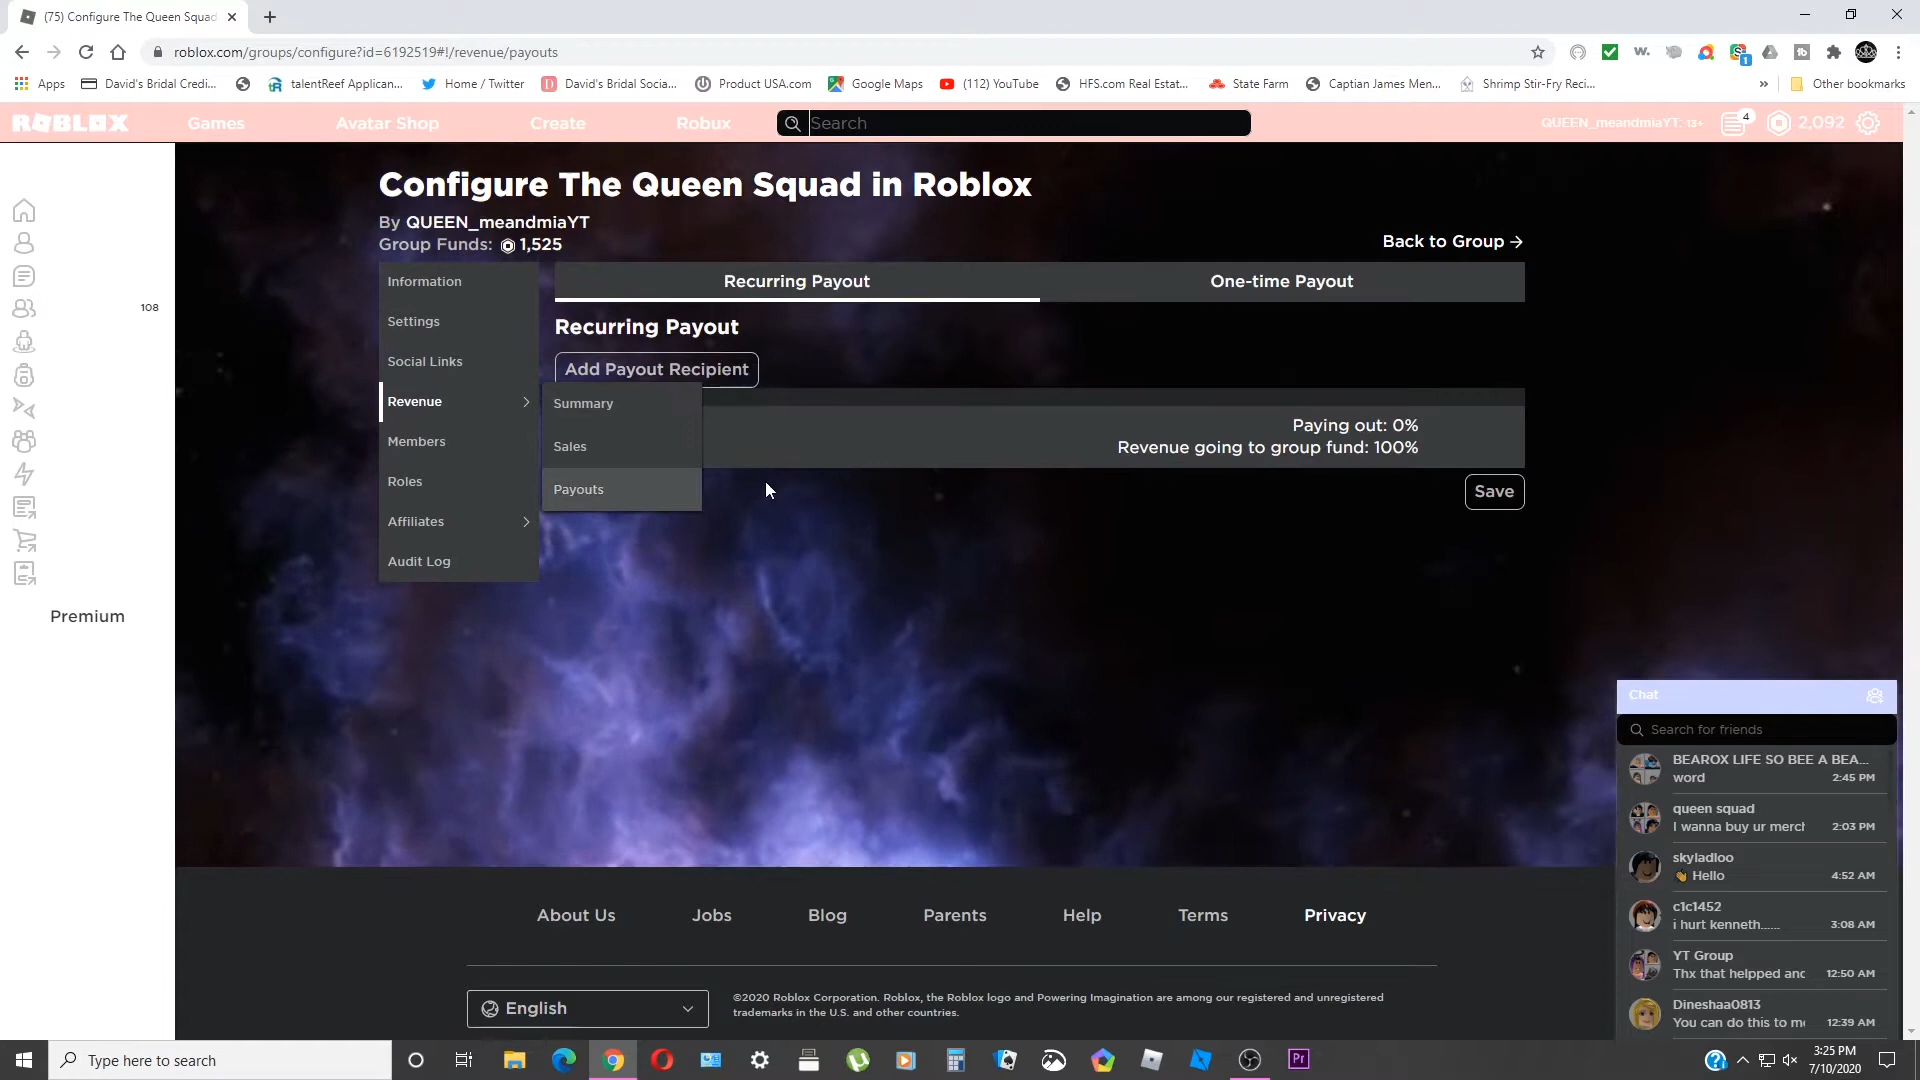 (75) Configure The Queen Squad
roblox.com/groups/configure?id=6192519#!/revenue/payouts
Apps David's Bridal Credi... talentReef Applican... Home / Twitter David's Bridal Socia... Product USA.com Google Maps (112) YouTube HFS.com Real Estat... State Farm Captian James Men... Shrimp Stir-Fry Reci... » Other bookmarks
ROBLOX Games Avatar Shop Create Robux Search QUEEN_meandmiaYT: 13+ 4 2,092
Configure The Queen Squad in Roblox
By QUEEN_meandmiaYT
Group Funds: 1,525
Back to Group
Information
Settings
Social Links
Revenue
Members
Roles
Affiliates
Audit Log
Recurring Payout One-time Payout
Recurring Payout
Add Payout Recipient
Summary
Sales
Payouts
Paying out: 0%
Revenue going to group fund: 100%
Save
108
Premium
Chat
Search for friends
BEAROX LIFE SO BEE A BEA...
word 2:45 PM
queen squad
I wanna buy ur merch 2:03 PM
skyladloo
👋 Hello 4:52 AM
c1c1452
i hurt kenneth...... 3:08 AM
YT Group
Thx that helpped and 12:50 AM
Dineshaa0813
You can do this to me 12:39 AM
About Us Jobs Blog Parents Help Terms Privacy
English
©2020 Roblox Corporation. Roblox, the Roblox logo and Powering Imagination are among our registered and unregistered
trademarks in the U.S. and other countries.
Type here to search
Pr
3:25 PM
7/10/2020